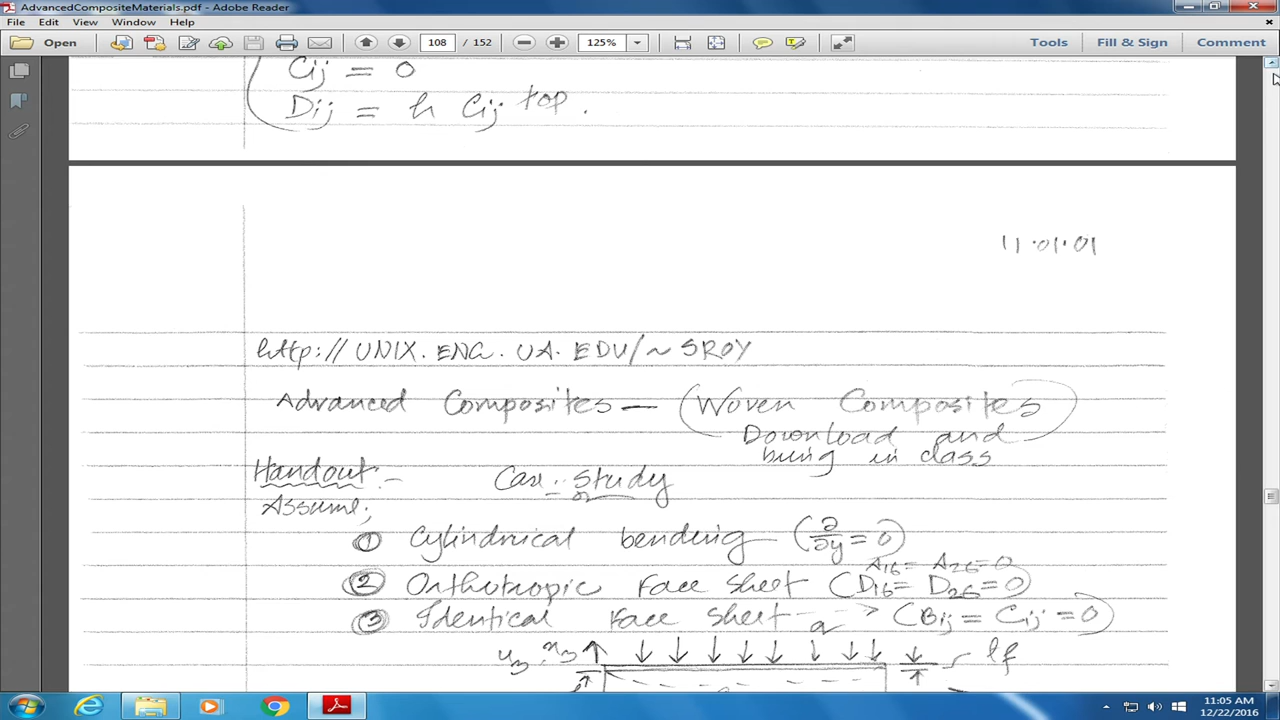 AdvancedCompositeMaterials.pdf - Adobe Reader
File Edit View Window Help
Open 108 / 152 125% Tools Fill & Sign Comment
Cij = 0
Dij = h Cij top.
11.01.01
http://UNIX.ENG.UA.EDU/~SROY
Advanced Composites — (Woven Composites)
Download and
bring in class
Handout:- Case Study
Assume:
① Cylindrical bending (∂/∂y = 0)
A16 = A26 = 0
② Orthotropic Face Sheet (D16 = D26 = 0)
③ Identical Face Sheet --> (Bij = Cij = 0)
q
u3 x3 lf
11:05 AM
12/22/2016